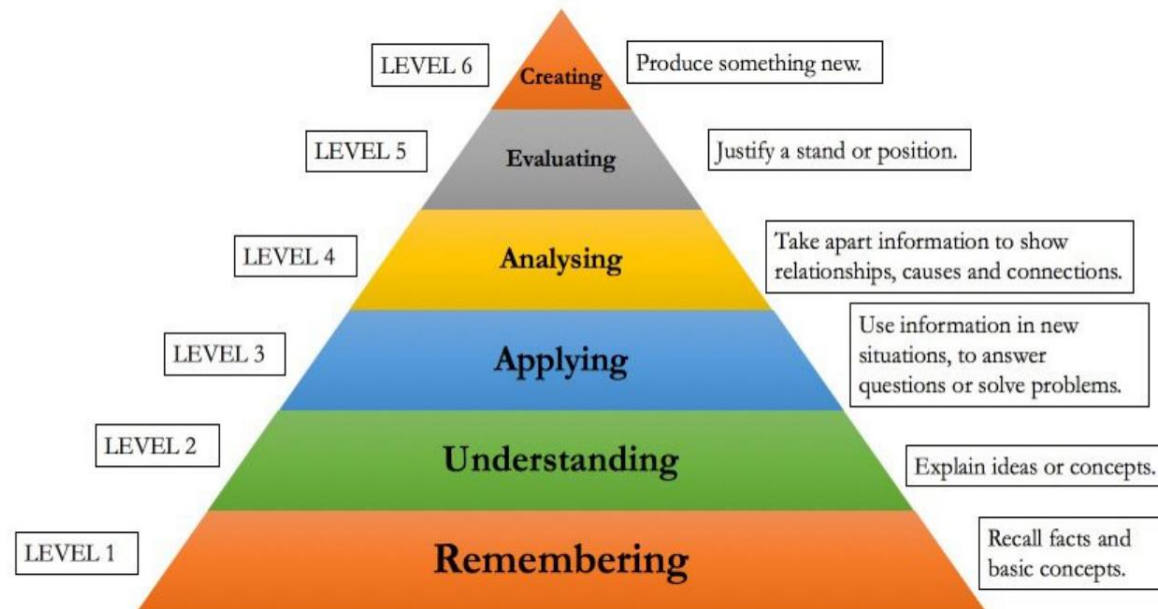 LEVEL 6
Creating
Produce something new.
LEVEL 5
Evaluating
Justify a stand or position.
LEVEL 4
Analysing
Take apart information to show
relationships, causes and connections.
LEVEL 3
Applying
Use information in new
situations, to answer
questions or solve problems.
LEVEL 2
Understanding
Explain ideas or concepts.
LEVEL 1
Remembering
Recall facts and
basic concepts.